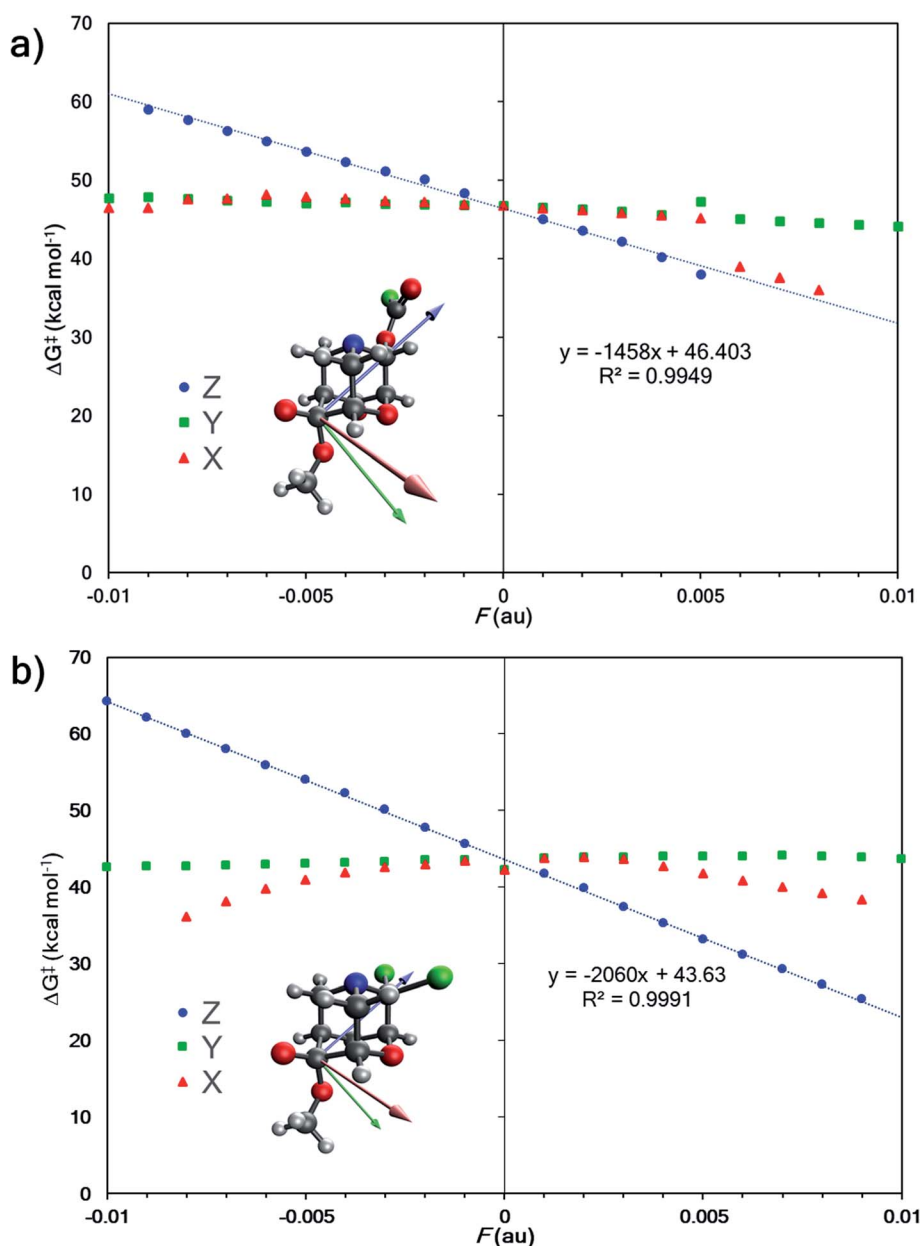 a)
70
60
50
40
30
20
10
0
ΔG‡ (kcal mol-1)
Z
Y
X
y = -1458x + 46.403
R² = 0.9949
-0.01
-0.005
0
0.005
0.01
F (au)
b)
70
60
50
40
30
20
10
0
ΔG‡ (kcal mol-1)
Z
Y
X
y = -2060x + 43.63
R² = 0.9991
-0.01
-0.005
0
0.005
0.01
F (au)